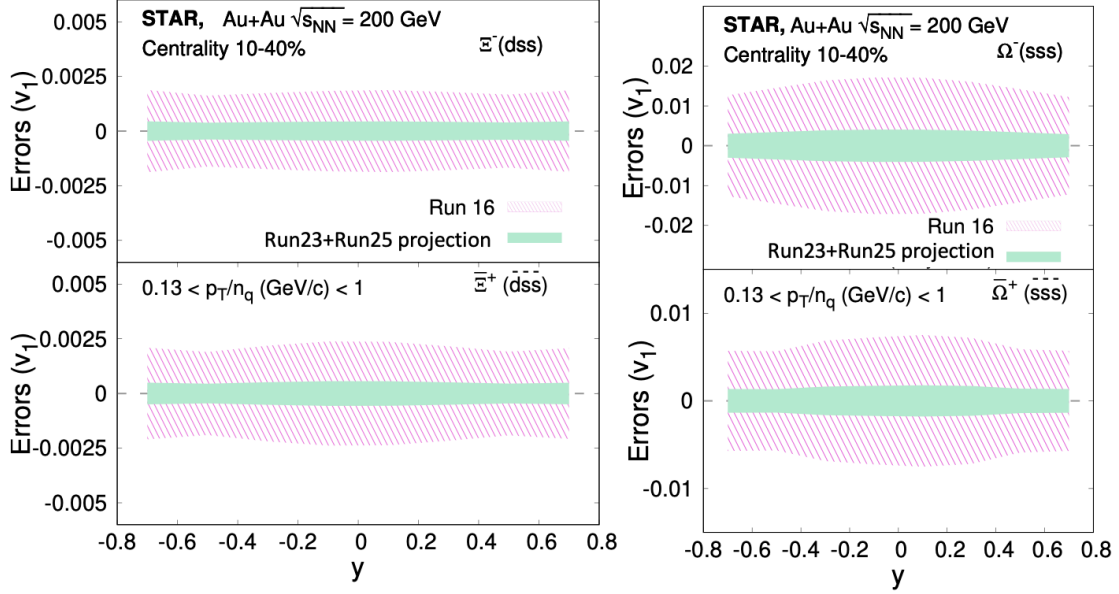 STAR, Au+Au √sNN = 200 GeV
Centrality 10-40%
Ξ⁻(dss)
0.005
0.0025
0
-0.0025
-0.005
Errors (v₁)
Run 16
Run23+Run25 projection
0.13 < pT/nq (GeV/c) < 1
Ξ̅⁺ (d̅s̅s̅)
0.005
0.0025
0
-0.0025
-0.005
Errors (v₁)
-0.8 -0.6 -0.4 -0.2 0 0.2 0.4 0.6 0.8
y
STAR, Au+Au √sNN = 200 GeV
Centrality 10-40%
Ω⁻(sss)
0.02
0.01
0
-0.01
-0.02
Errors (v₁)
Run 16
Run23+Run25 projection
0.13 < pT/nq (GeV/c) < 1
Ω̅⁺ (s̅s̅s̅)
0.01
0
-0.01
Errors (v₁)
-0.8 -0.6 -0.4 -0.2 0 0.2 0.4 0.6 0.8
y